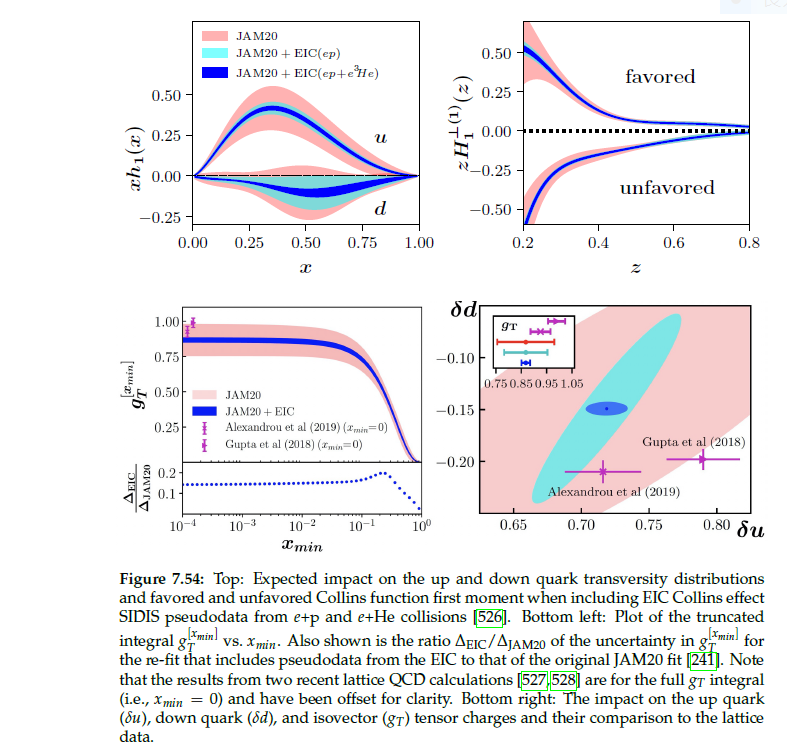 JAM20
JAM20 + EIC(ep)
JAM20 + EIC(ep+e³He)
0.50
0.25
0.00
−0.25
xh₁(x)
u
d
0.00 0.25 0.50 0.75 1.00
x
0.50
0.25
0.00
−0.25
−0.50
zH₁^⊥(1)(z)
favored
unfavored
0.2 0.4 0.6 0.8
z
1.00
0.75
0.50
0.25
g_T^[x_min]
JAM20
JAM20 + EIC
Alexandrou et al (2019) (x_min=0)
Gupta et al (2018) (x_min=0)
0.2
0.1
Δ_EIC
Δ_JAM20
10⁻⁴ 10⁻³ 10⁻² 10⁻¹ 10⁰
x_min
δd
g_T
0.75 0.85 0.95 1.05
−0.10
−0.15
−0.20
Gupta et al (2018)
Alexandrou et al (2019)
0.65 0.70 0.75 0.80 δu
Figure 7.54: Top: Expected impact on the up and down quark transversity distributions
and favored and unfavored Collins function first moment when including EIC Collins effect
SIDIS pseudodata from e+p and e+He collisions [526]. Bottom left: Plot of the truncated
integral g_T^[x_min] vs. x_min. Also shown is the ratio Δ_EIC/Δ_JAM20 of the uncertainty in g_T^[x_min] for
the re-fit that includes pseudodata from the EIC to that of the original JAM20 fit [241]. Note
that the results from two recent lattice QCD calculations [527,528] are for the full g_T integral
(i.e., x_min = 0) and have been offset for clarity. Bottom right: The impact on the up quark
(δu), down quark (δd), and isovector (g_T) tensor charges and their comparison to the lattice
data.